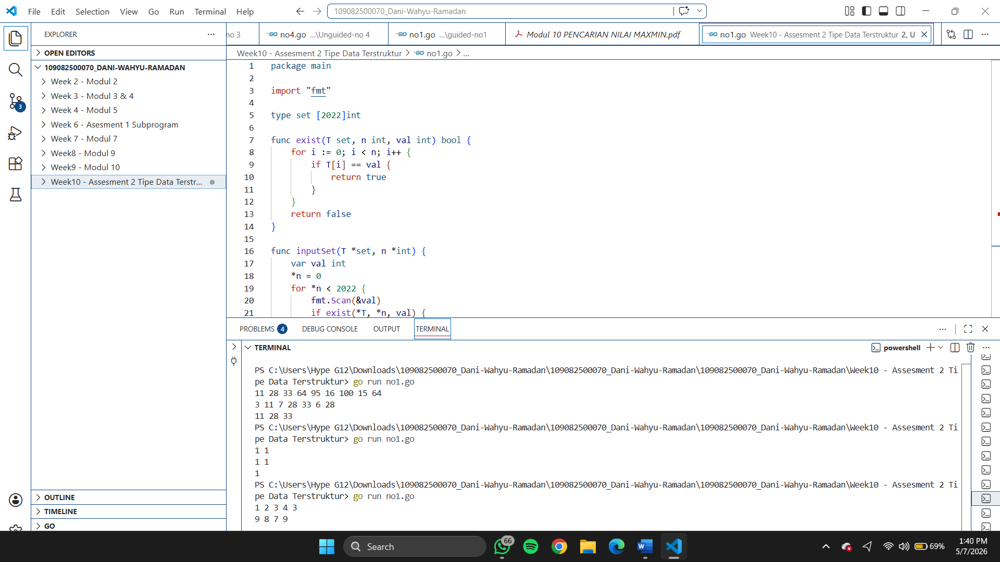 File Edit Selection View Go Run Terminal Help
109082500070_Dani-Wahyu-Ramadan
EXPLORER
no 3
no4.go ...\Unguided-no 4
no1.go ...\guided-no1
Modul 10 PENCARIAN NILAI MAXMIN.pdf
no1.go Week10 - Assesment 2 Tipe Data Terstruktur 2, U
OPEN EDITORS
109082500070_DANI-WAHYU-RAMADAN
Week 2 - Modul 2
Week 3 - Modul 3 & 4
Week 4 - Modul 5
Week 6 - Asesment 1 Subprogram
Week 7 - Modul 7
Week8 - Modul 9
Week9 - Modul 10
Week10 - Assesment 2 Tipe Data Terstr...
3
OUTLINE
TIMELINE
GO
Week10 - Assesment 2 Tipe Data Terstruktur > no1.go > ...
1 package main
2
3 import "fmt"
4
5 type set [2022]int
6
7 func exist(T set, n int, val int) bool {
8 for i := 0; i < n; i++ {
9 if T[i] == val {
10 return true
11 }
12 }
13 return false
14 }
15
16 func inputSet(T *set, n *int) {
17 var val int
18 *n = 0
19 for *n < 2022 {
20 fmt.Scan(&val)
21 if exist(*T, *n, val) {
PROBLEMS 4 DEBUG CONSOLE OUTPUT TERMINAL
TERMINAL
powershell
PS C:\Users\Hype G12\Downloads\109082500070_Dani-Wahyu-Ramadan\109082500070_Dani-Wahyu-Ramadan\109082500070_Dani-Wahyu-Ramadan\Week10 - Assesment 2 Ti
pe Data Terstruktur> go run no1.go
11 28 33 64 95 16 100 15 64
3 11 7 28 33 6 28
11 28 33
PS C:\Users\Hype G12\Downloads\109082500070_Dani-Wahyu-Ramadan\109082500070_Dani-Wahyu-Ramadan\109082500070_Dani-Wahyu-Ramadan\Week10 - Assesment 2 Ti
pe Data Terstruktur> go run no1.go
1 1
1 1
1
PS C:\Users\Hype G12\Downloads\109082500070_Dani-Wahyu-Ramadan\109082500070_Dani-Wahyu-Ramadan\109082500070_Dani-Wahyu-Ramadan\Week10 - Assesment 2 Ti
pe Data Terstruktur> go run no1.go
1 2 3 4 3
9 8 7 9
Search
66
69%
1:40 PM
5/7/2026